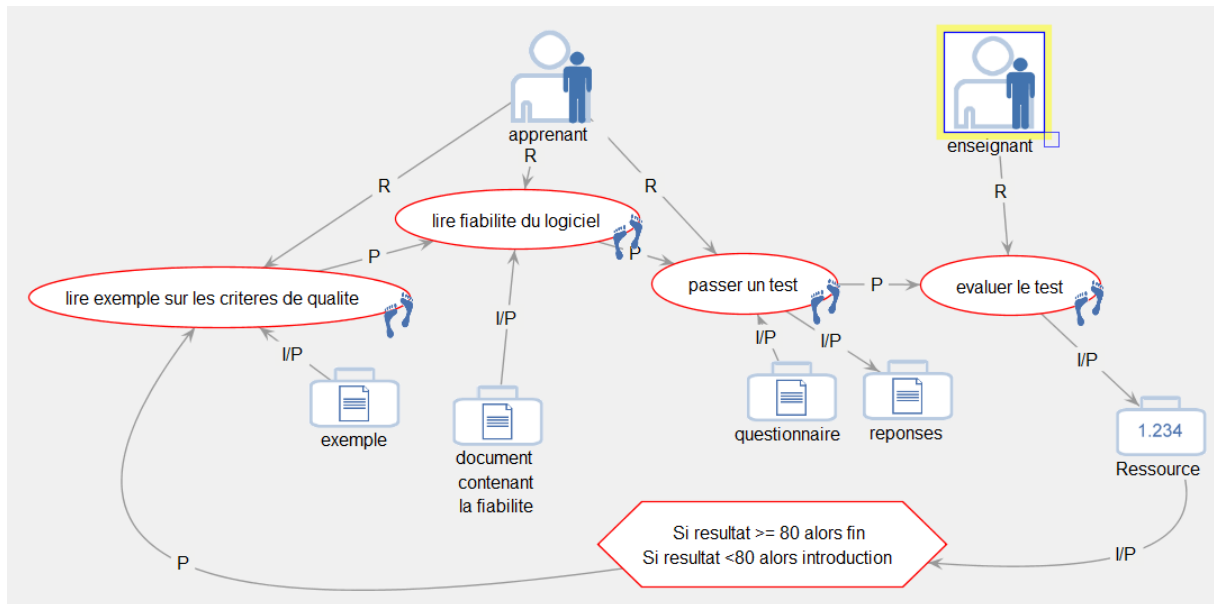 apprenant
R
enseignant
R
R
R
lire fiabilite du logiciel
P
P
lire exemple sur les criteres de qualite
passer un test
P
evaluer le test
I/P
I/P
I/P
I/P
I/P
exemple
document
contenant
la fiabilite
questionnaire
reponses
1.234
Ressource
Si resultat >= 80 alors fin
Si resultat <80 alors introduction
I/P
P